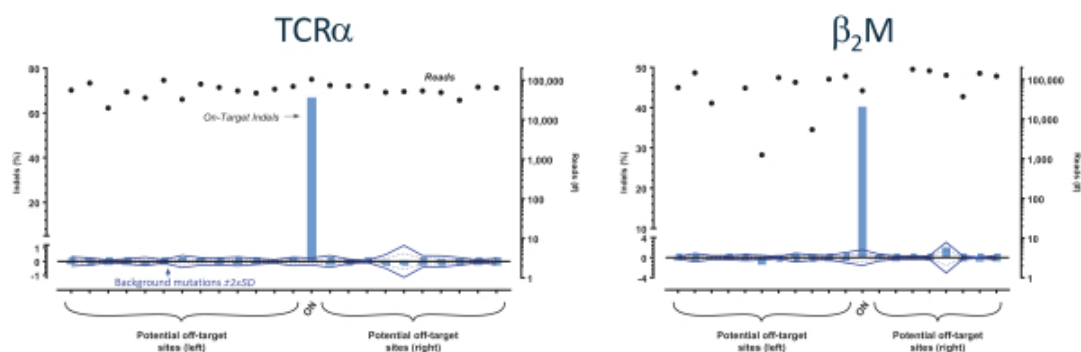 TCRα
80
60
40
20
1
0
-1
Indels (%)
Reads
On-Target Indels
Background mutations ±2xSD
100,000
10,000
1,000
100
10
1
Reads (#)
ON
Potential off-target
sites (left)
Potential off-target
sites (right)
β₂M
50
40
30
20
10
4
0
-4
Indels (%)
100,000
10,000
1,000
100
10
1
Reads (#)
ON
Potential off-target
sites (left)
Potential off-target
sites (right)